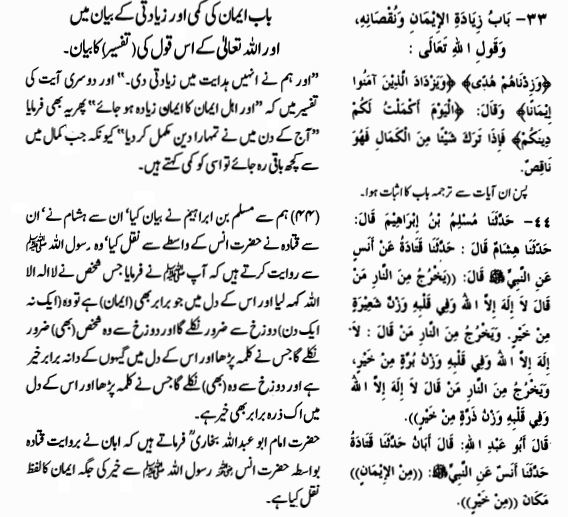 ٣٣- بَابُ زِيَادَةِ الْإِيْمَانِ وَنُقْصَانِهِ،
وَقَولِ اللهِ تَعَالَى :
﴿وَزِدْنَاهُمْ هُدًى﴾ ﴿وَيَزْدَادَ الَّذِينَ آمَنُوا
إِيْمَانًا﴾ وَقَالَ: ﴿الْيَوْمَ أَكْمَلْتُ لَكُمْ
دِينَكُمْ﴾ فَإِذَا تَرَكَ شَيْئًا مِنَ الْكَمَالِ فَهُوَ
نَاقِصٌ.
پس ان آیات سے ترجمہ باب کا اثبات ہوا۔
٤٤- حَدَّثَنَا مُسْلِمُ بْنُ إِبْرَاهِيْمَ قَالَ:
حَدَّثَنَا هِشَامٌ قَالَ : حَدَّثَنَا قَتَادَةُ عَنْ أَنَسٍ
عَنِ النَّبِيِّ ﷺ قَالَ: ((يَخْرُجُ مِنَ النَّارِ مَنْ
قَالَ لاَ إِلَهَ إِلاَّ اللهُ وَفِي قَلْبِهِ وَزْنُ شَعِيْرَةٍ
مِنْ خَيْرٍ. وَيَخْرُجُ مِنَ النَّارِ مَنْ قَالَ : لاَ
إِلَهَ إِلاَّ اللهُ وَفِي قَلْبِهِ وَزْنُ بُرَّةٍ مِنْ خَيْرٍ،
وَيَخْرُجُ مِنَ النَّارِ مَنْ قَالَ لاَ إِلَهَ إِلاَّ اللهُ
وَفِي قَلْبِهِ وَزْنُ ذَرَّةٍ مِنْ خَيْرٍ)).
قَالَ أَبُو عَبْدِ اللهِ: قَالَ أَبَانُ حَدَّثَنَا قَتَادَةُ
حَدَّثَنَا أَنَسٌ عَنِ النَّبِيِّ ﷺ: ((مِنَ الْإِيْمَانِ))
مَكَانَ ((مِنْ خَيْرٍ)).
باب ایمان کی کمی اور زیادتی کے بیان میں
اور اللہ تعالیٰ کے اس قول کی (تفسیر) کا بیان۔
”اور ہم نے انہیں ہدایت میں زیادتی دی۔“ اور دوسری آیت کی
تفسیر میں کہ ”اور اہل ایمان کا ایمان زیادہ ہو جائے“ پھر یہ بھی فرمایا
”آج کے دن میں نے تمہارا دین مکمل کر دیا“ کیونکہ جب کمال میں
سے کچھ باقی رہ جائے تو اسی کو کمی کہتے ہیں۔
(۴۴) ہم سے مسلم بن ابراہیم نے بیان کیا‘ ان سے ہشام نے‘ ان
سے قتادہ نے حضرت انس کے واسطے سے نقل کیا‘ وہ رسول اللہ ﷺ
سے روایت کرتے ہیں کہ آپ ﷺ نے فرمایا جس شخص نے لا الہ الا
اللہ کہہ لیا اور اس کے دل میں جو برابر بھی (ایمان) ہے تو وہ (ایک نہ
ایک دن) دوزخ سے ضرور نکلے گا اور دوزخ سے وہ شخص (بھی) ضرور
نکلے گا جس نے کلمہ پڑھا اور اس کے دل میں گیہوں کے دانہ برابر خیر
ہے اور دوزخ سے وہ (بھی) نکلے گا جس نے کلمہ پڑھا اور اس کے دل
میں اک ذرہ برابر بھی خیر ہے۔
حضرت امام ابو عبداللہ بخاریؒ فرماتے ہیں کہ ابان نے بروایت قتادہ
بواسطہ حضرت انس ؓ رسول اللہ ﷺ سے خیر کی جگہ ایمان کا لفظ
نقل کیا ہے۔